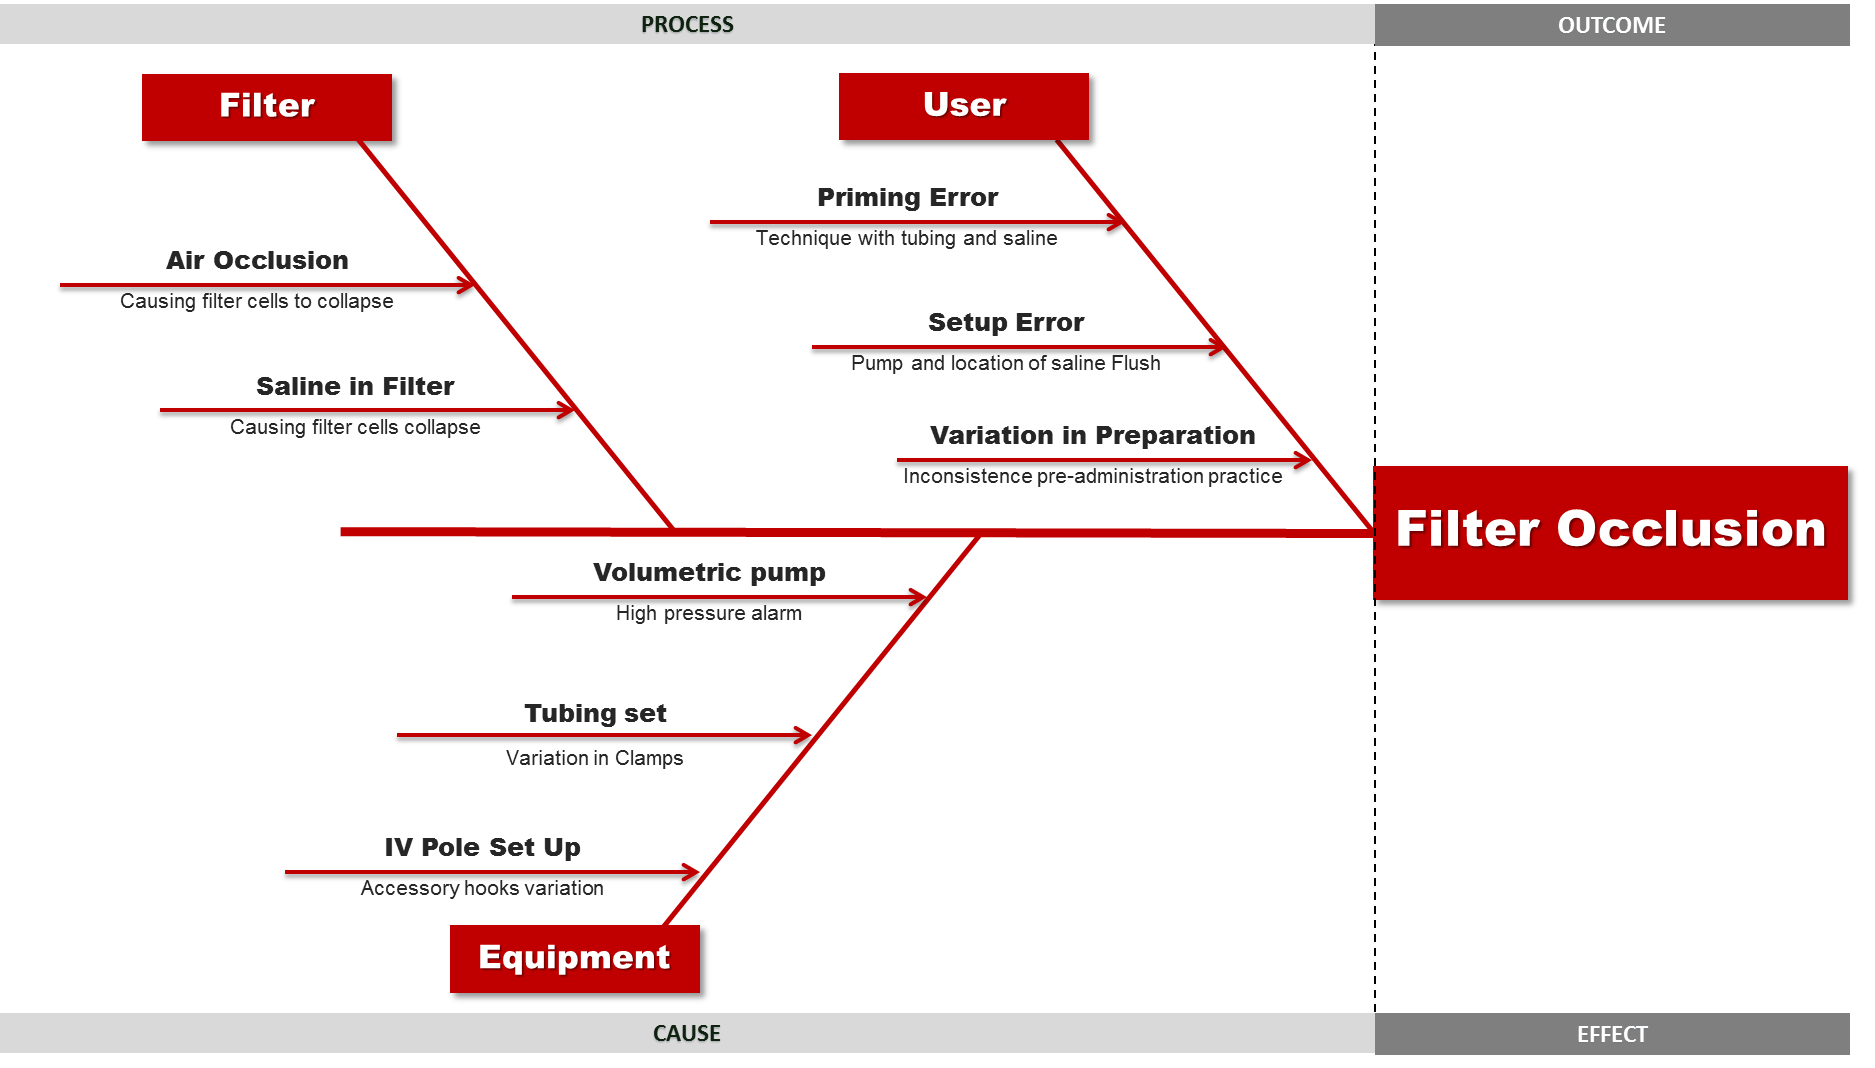 PROCESS
OUTCOME
Filter
User
Priming Error
Technique with tubing and saline
Air Occlusion
Causing filter cells to collapse
Setup Error
Pump and location of saline Flush
Saline in Filter
Causing filter cells collapse
Variation in Preparation
Inconsistence pre-administration practice
Filter Occlusion
Volumetric pump
High pressure alarm
Tubing set
Variation in Clamps
IV Pole Set Up
Accessory hooks variation
Equipment
CAUSE
EFFECT